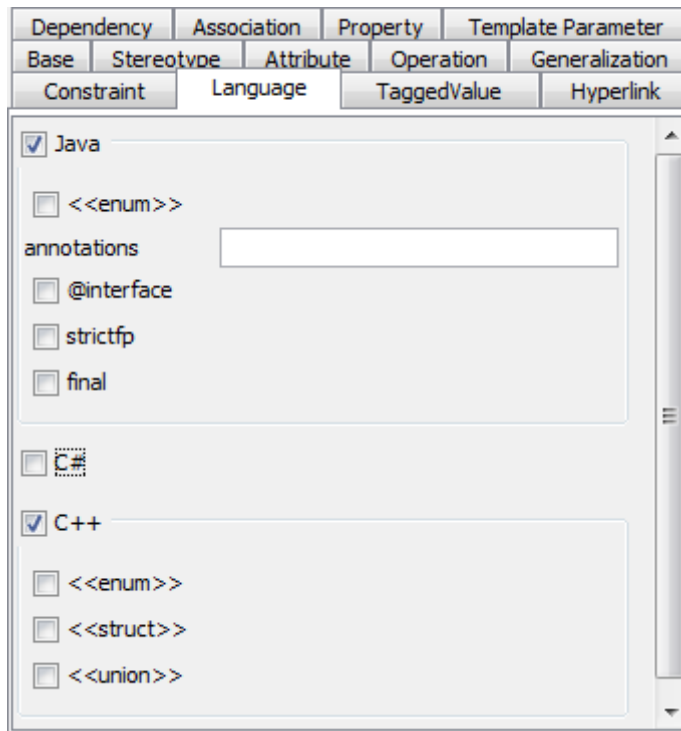 Dependency Association Property Template Parameter
Base Stereotype Attribute Operation Generalization
Constraint Language TaggedValue Hyperlink
Java
<<enum>>
annotations
@interface
strictfp
final
C#
C++
<<enum>>
<<struct>>
<<union>>